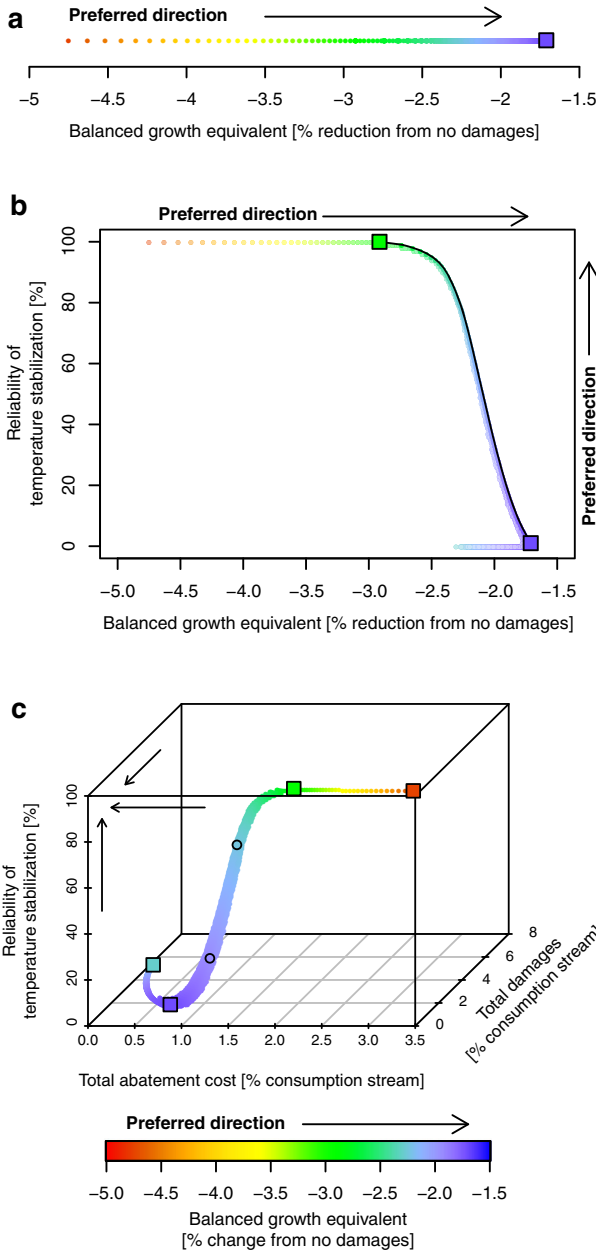 a
Preferred direction
−5 −4.5 −4 −3.5 −3 −2.5 −2 −1.5
Balanced growth equivalent [% reduction from no damages]
b
Preferred direction
Reliability of
temperature stabilization [%]
100
80
60
40
20
0
Preferred direction
−5.0 −4.5 −4.0 −3.5 −3.0 −2.5 −2.0 −1.5
Balanced growth equivalent [% reduction from no damages]
c
Reliability of
temperature stabilization [%]
100
80
60
40
20
0
8
6
4
2
0
Total damages
[% consumption stream]
0.0 0.5 1.0 1.5 2.0 2.5 3.0 3.5
Total abatement cost [% consumption stream]
Preferred direction
−5.0 −4.5 −4.0 −3.5 −3.0 −2.5 −2.0 −1.5
Balanced growth equivalent
[% change from no damages]